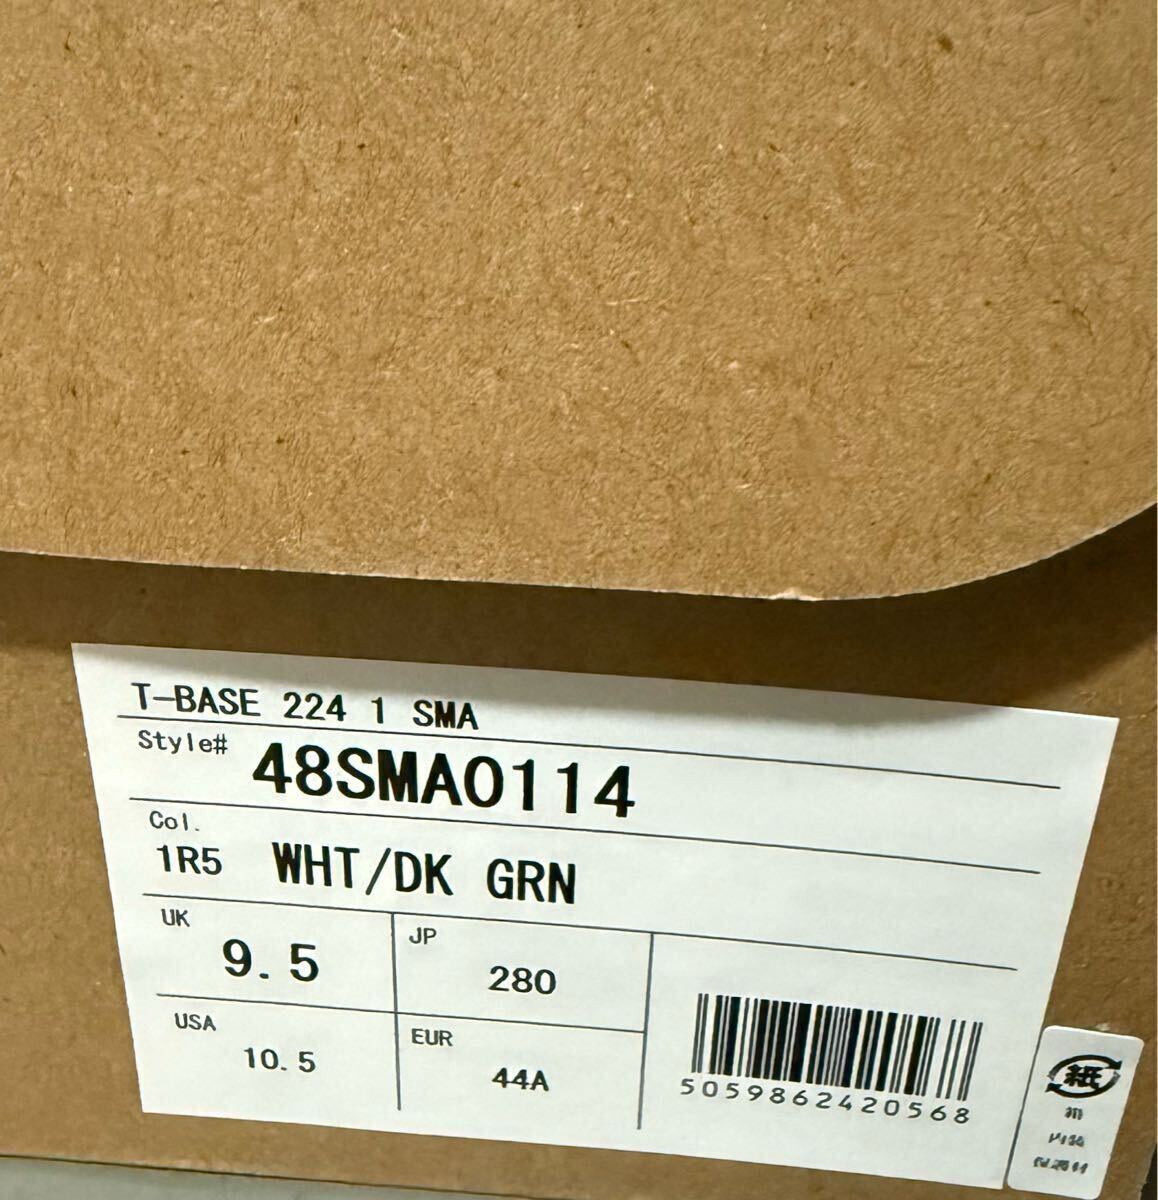 T-BASE 224 1 SMA
Style#
48SMA0114
Col.
1R5 WHT/DK GRN
UK
9.5
JP
280
USA
10.5
EUR
44A
5059862420568
紙